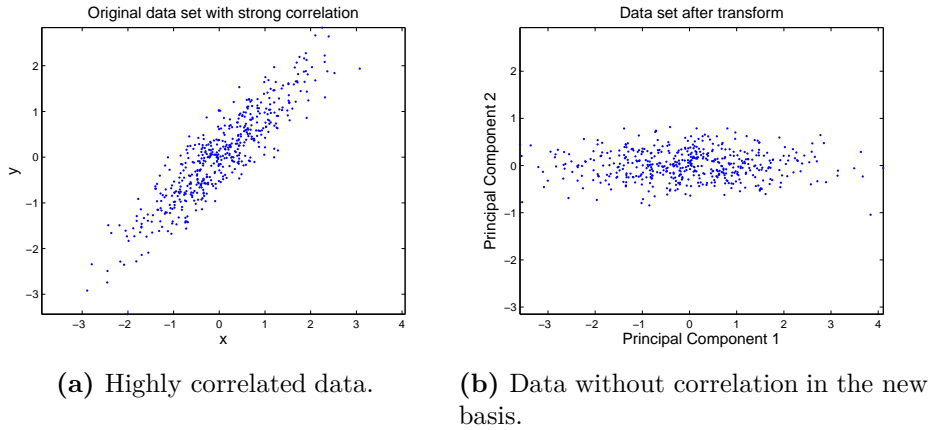 Original data set with strong correlation
2
1
0
−1
−2
−3
y
−3 −2 −1 0 1 2 3 4
x
(a) Highly correlated data.
Data set after transform
2
1
0
−1
−2
−3
Principal Component 2
−3 −2 −1 0 1 2 3 4
Principal Component 1
(b) Data without correlation in the new
basis.